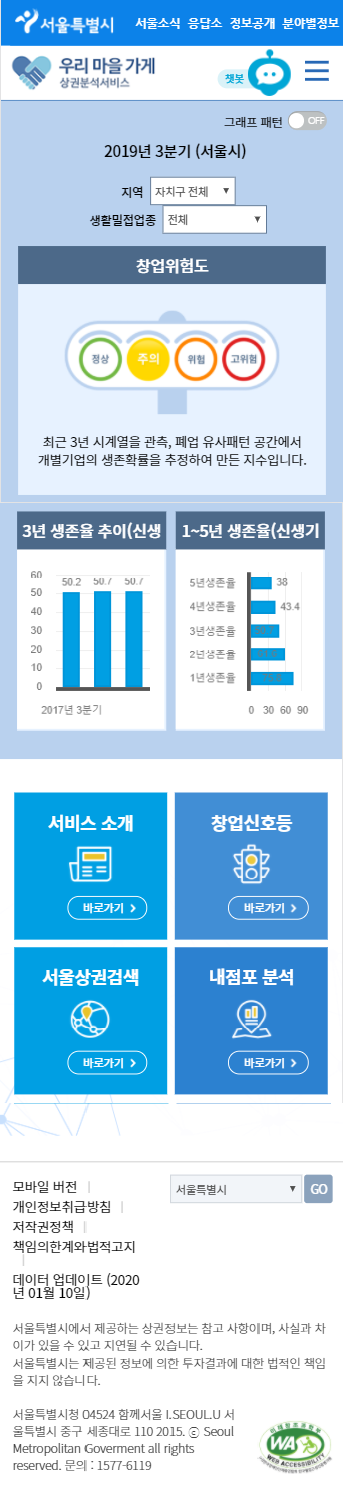 서울특별시 서울소식 응답소 정보공개 분야별정보
우리 마을 가게
상권분석서비스
챗봇
그래프 패턴 OFF
2019년 3분기 (서울시)
지역 자치구 전체
생활밀접업종 전체
창업위험도
정상 주의 위험 고위험
최근 3년 시계열을 관측, 폐업 유사패턴 공간에서
개별기업의 생존확률을 추정하여 만든 지수입니다.
3년 생존율 추이(신생
60
50
40
30
20
10
0
50.2 50.7 50.7
2017년 3분기
1~5년 생존율(신생기
5년생존율 38
4년생존율 43.4
3년생존율
2년생존율
1년생존율
0 30 60 90
서비스 소개
바로가기
창업신호등
바로가기
서울상권검색
바로가기
내점포 분석
바로가기
모바일 버전 |
개인정보취급방침 |
저작권정책 |
책임의한계와법적고지
|
데이터 업데이트 (2020
년 01월 10일)
서울특별시 GO
서울특별시에서 제공하는 상권정보는 참고 사항이며, 사실과 차
이가 있을 수 있고 지연될 수 있습니다.
서울특별시는 제공된 정보에 의한 투자결과에 대한 법적인 책임
을 지지 않습니다.
서울특별시청 04524 함께서울 I.SEOUL.U 서
울특별시 중구 세종대로 110 2015. ⓒ Seoul
Metropolitan Goverment all rights
reserved. 문의 : 1577-6119
WA
WEB ACCESSIBILITY